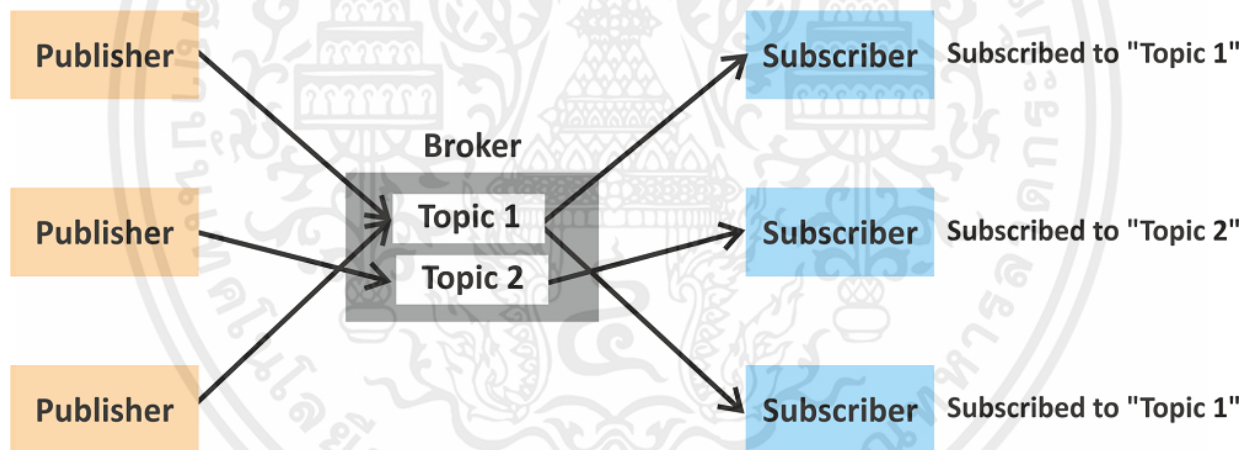 Publisher
Subscriber
Subscribed to "Topic 1"
Broker
Topic 1
Publisher
Subscriber
Subscribed to "Topic 2"
Topic 2
Publisher
Subscriber
Subscribed to "Topic 1"